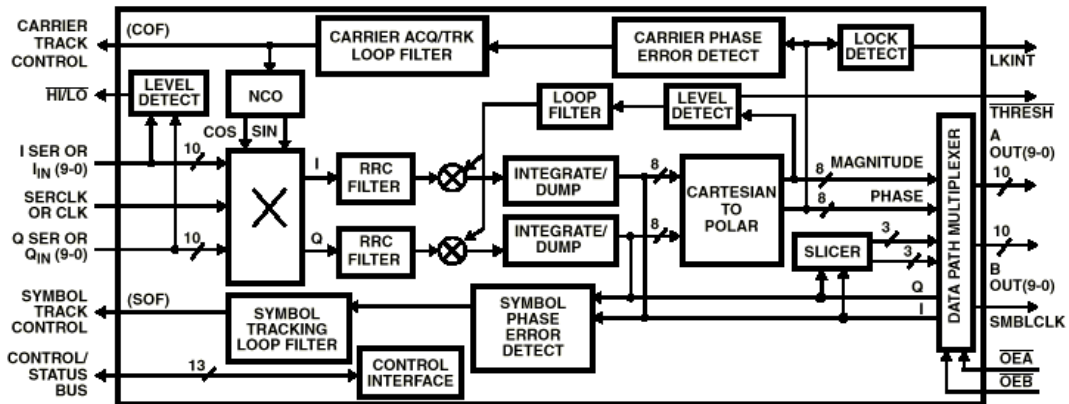 CARRIER
TRACK
CONTROL
(COF)
CARRIER ACQ/TRK
LOOP FILTER
CARRIER PHASE
ERROR DETECT
LOCK
DETECT
LKINT
HI/LO
LEVEL
DETECT
NCO
COS
SIN
LOOP
FILTER
LEVEL
DETECT
THRESH
I SER OR
I IN (9-0)
10
I
RRC
FILTER
INTEGRATE/
DUMP
8
CARTESIAN
TO
POLAR
8
MAGNITUDE
8
PHASE
DATA PATH MULTIPLEXER
A
OUT(9-0)
10
SERCLK
OR CLK
Q SER OR
Q IN (9-0)
10
Q
RRC
FILTER
INTEGRATE/
DUMP
8
SLICER
3
3
10
B
OUT(9-0)
SMBLCLK
SYMBOL
TRACK
CONTROL
(SOF)
SYMBOL
TRACKING
LOOP FILTER
SYMBOL
PHASE
ERROR
DETECT
Q
I
CONTROL/
STATUS
BUS
13
CONTROL
INTERFACE
OEA
OEB